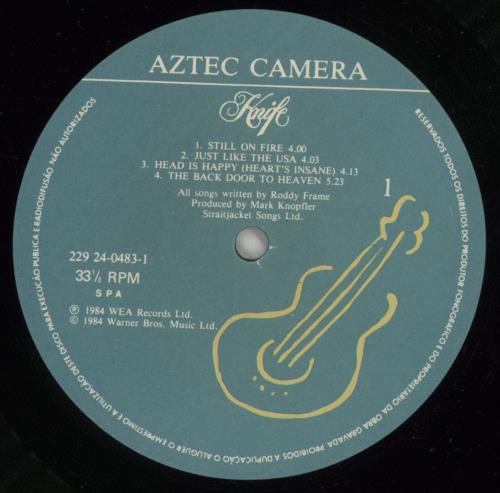 AZTEC CAMERA
Knife
1. STILL ON FIRE 4.00
2. JUST LIKE THE USA 4.03
3. HEAD IS HAPPY (HEART'S INSANE) 4.13
4. THE BACK DOOR TO HEAVEN 5.23
All songs written by Roddy Frame
Produced by Mark Knopfler
Straitjacket Songs Ltd.
1
229 24-0483-1
33⅓ RPM
SPA
℗ 1984 WEA Records Ltd.
© 1984 Warner Bros. Music Ltd.
RESERVADOS TODOS OS DIREITOS DO PRODUTOR FONOGRÁFICO E DO PROPRIETÁRIO DA OBRA GRAVADA. PROIBIDOS A DUPLICAÇÃO O ALUGUER O EMPRESTIMO E A UTILIZAÇÃO DESTE DISCO PARA EXECUÇÃO PUBLICA E RADIODIFUSÃO NÃO AUTORIZADOS